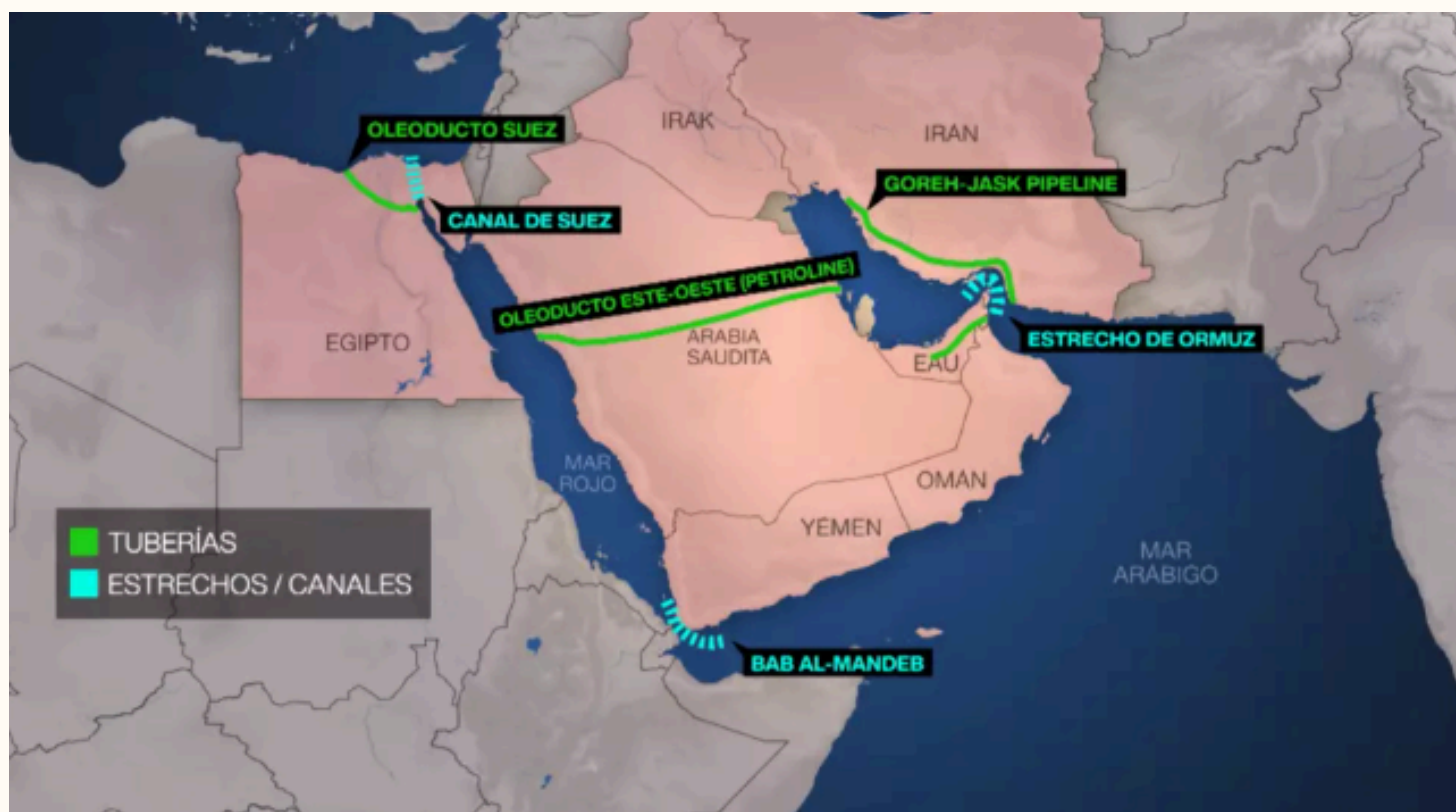 IRAK
IRÁN
OLEODUCTO SUEZ
GOREH-JASK PIPELINE
CANAL DE SUEZ
OLEODUCTO ESTE-OESTE (PETROLINE)
EGIPTO
ARABIA
SAUDITA
ESTRECHO DE ORMUZ
EAU
MAR
ROJO
OMÁN
YEMEN
TUBERÍAS
ESTRECHOS / CANALES
MAR
ARÁBIGO
BAB AL-MANDEB